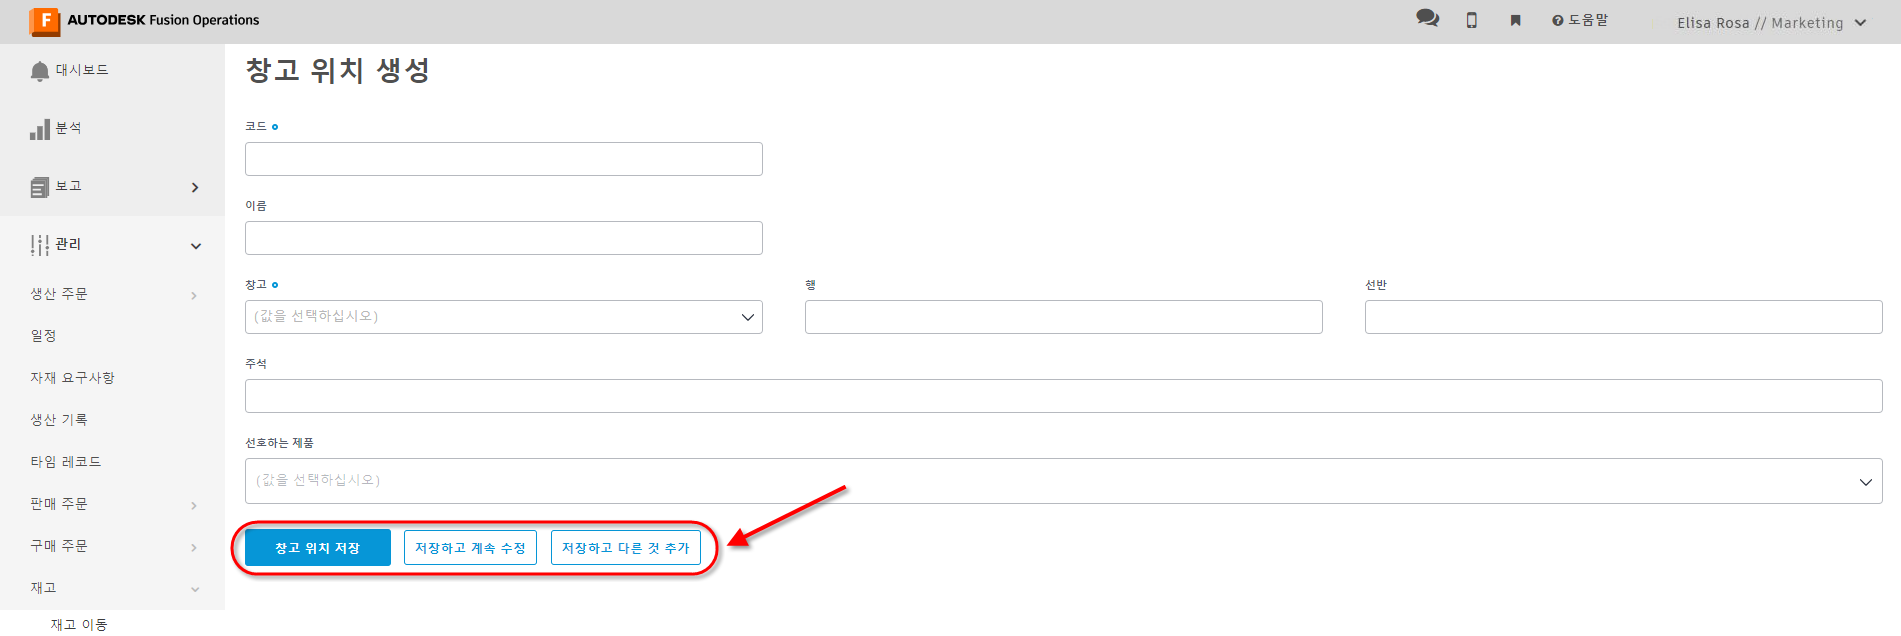 AUTODESK Fusion Operations
도움말
Elisa Rosa // Marketing
대시보드
분석
보고
관리
생산 주문
일정
자재 요구사항
생산 기록
타임 레코드
판매 주문
구매 주문
재고
재고 이동
창고 위치 생성
코드
이름
창고
행
선반
(값을 선택하십시오)
주석
선호하는 제품
(값을 선택하십시오)
창고 위치 저장
저장하고 계속 수정
저장하고 다른 것 추가